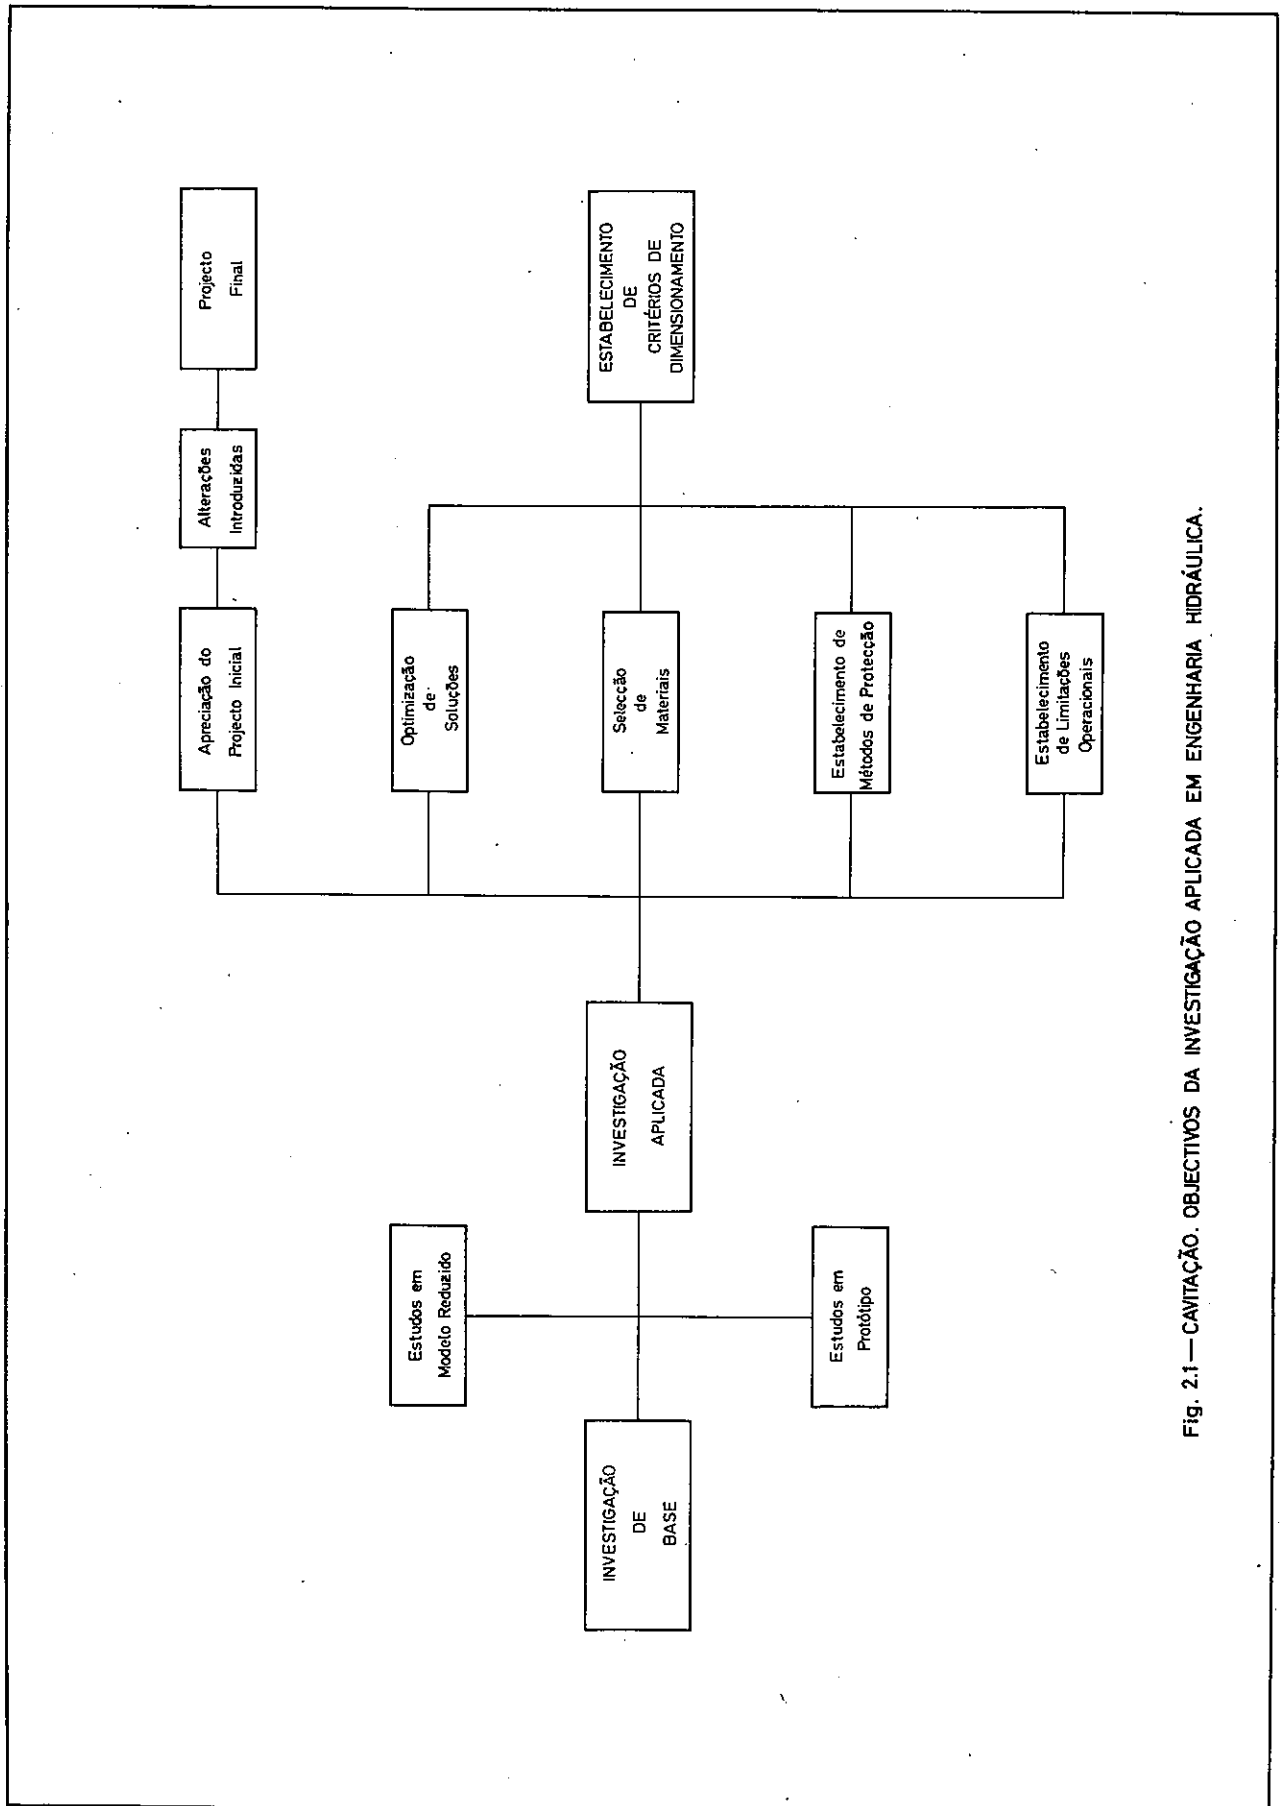 INVESTIGAÇÃO
DE
BASE
Estudos em
Modelo Reduzido
Estudos em
Protótipo
INVESTIGAÇÃO
APLICADA
Apreciação do
Projecto Inicial
Alterações
Introduzidas
Projecto
Final
Optimização
de
Soluções
Selecção
de
Materiais
Estabelecimento de
Métodos de Protecção
Estabelecimento
de Limitações
Operacionais
ESTABELECIMENTO
DE
CRITÉRIOS DE
DIMENSIONAMENTO
Fig. 2.1 — CAVITAÇÃO. OBJECTIVOS DA INVESTIGAÇÃO APLICADA EM ENGENHARIA HIDRÁULICA.